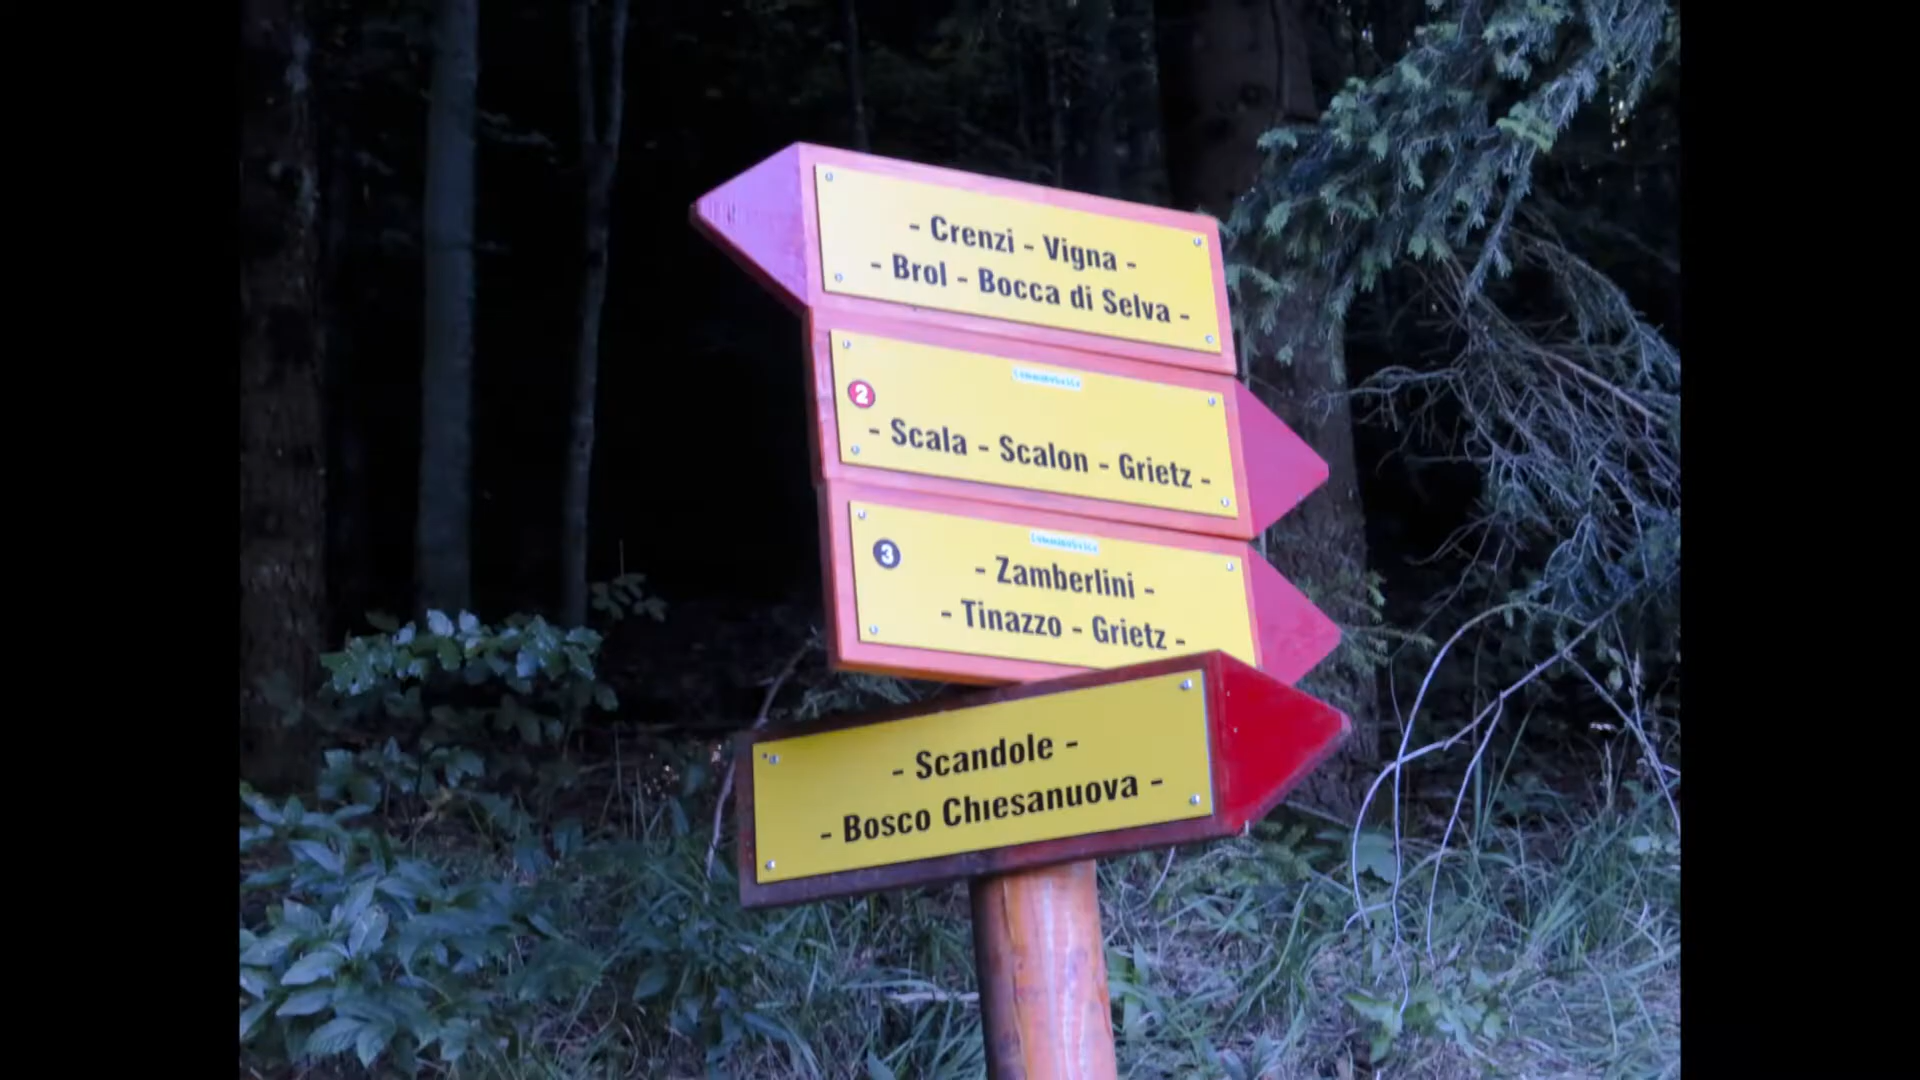 - Crenzi - Vigna -
- Brol - Bocca di Selva -
2
- Scala - Scalon - Grietz -
3
- Zamberlini -
- Tinazzo - Grietz -
- Scandole -
- Bosco Chiesanuova -